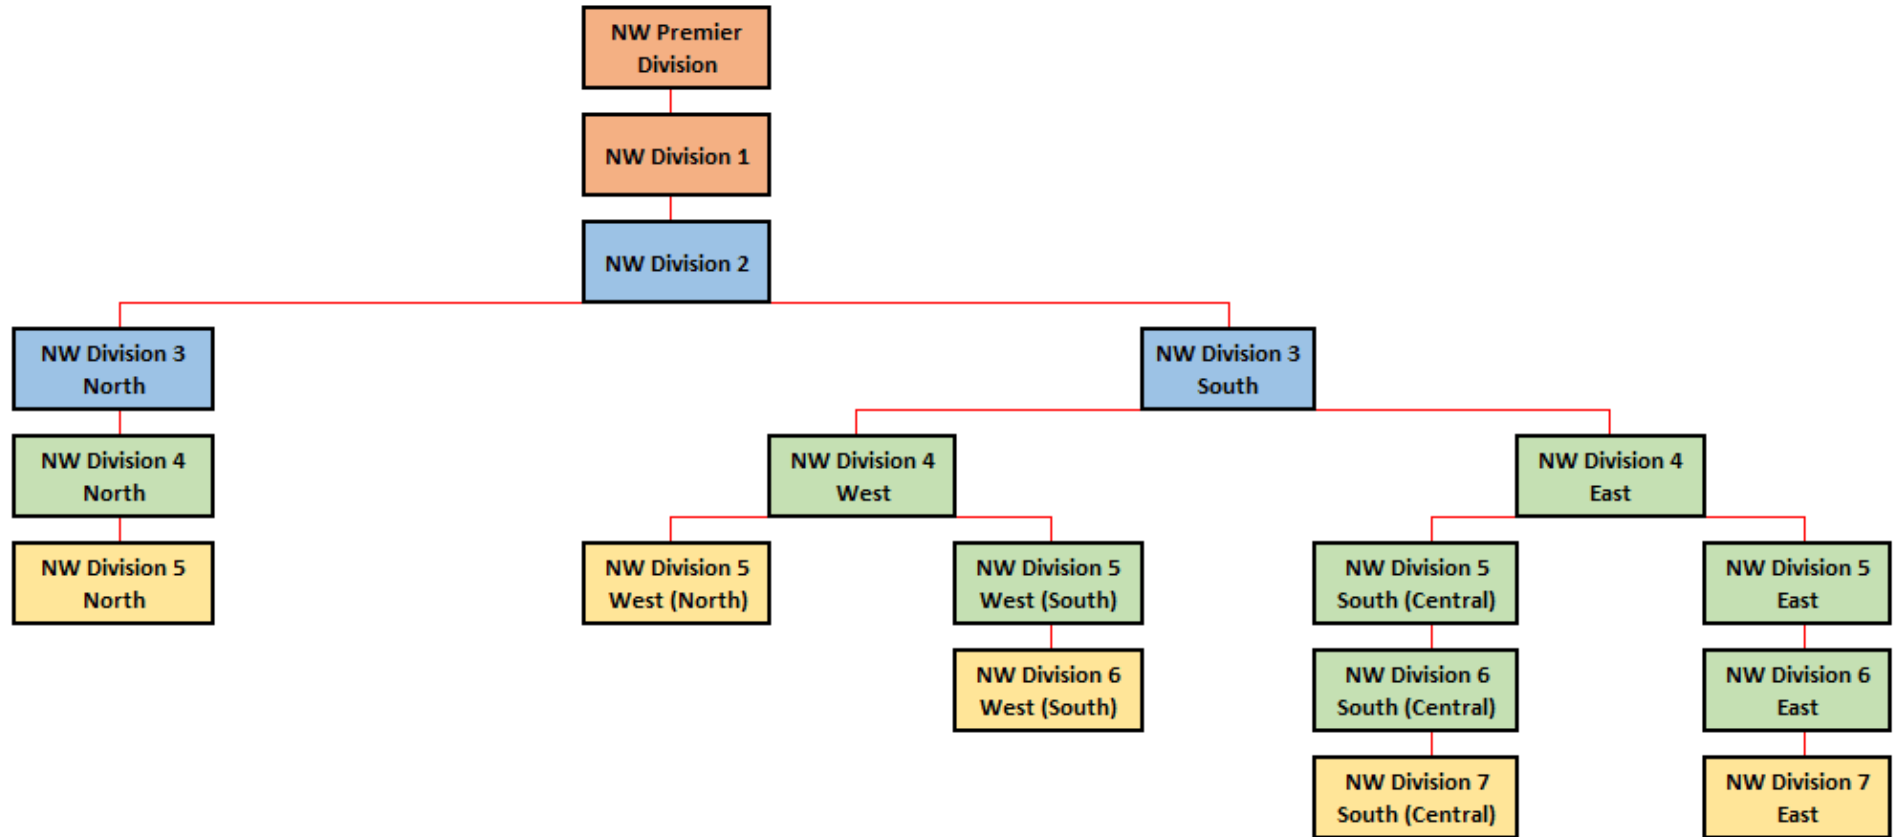 NW Premier
Division
NW Division 1
NW Division 2
NW Division 3
North
NW Division 3
South
NW Division 4
North
NW Division 4
West
NW Division 4
East
NW Division 5
North
NW Division 5
West (North)
NW Division 5
West (South)
NW Division 5
South (Central)
NW Division 5
East
NW Division 6
West (South)
NW Division 6
South (Central)
NW Division 6
East
NW Division 7
South (Central)
NW Division 7
East